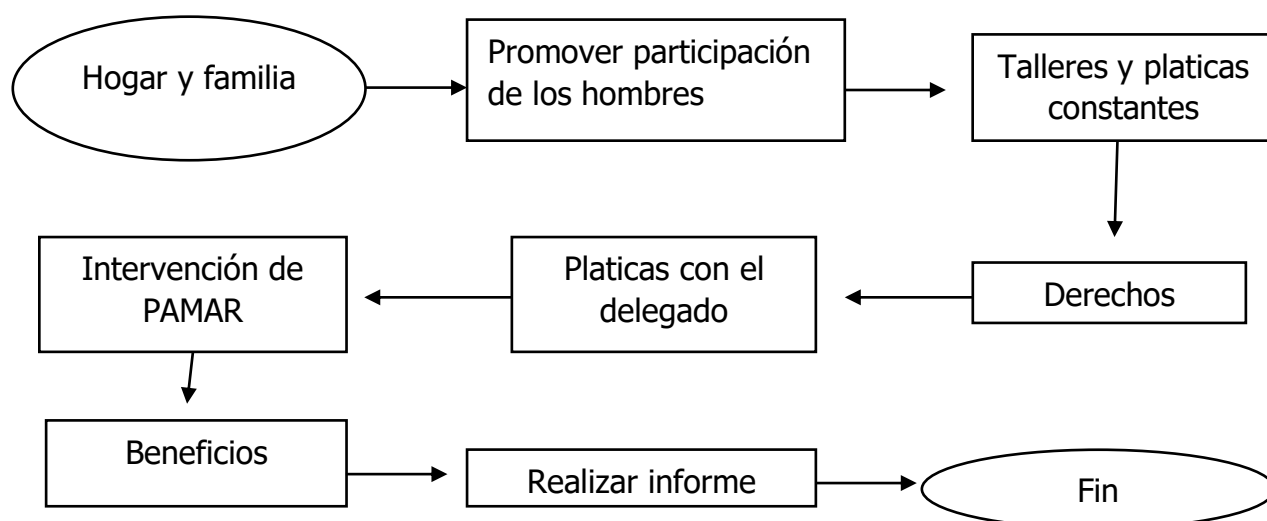 Hogar y familia
Promover participación
de los hombres
Talleres y platicas
constantes
Derechos
Platicas con el
delegado
Intervención de
PAMAR
Beneficios
Realizar informe
Fin